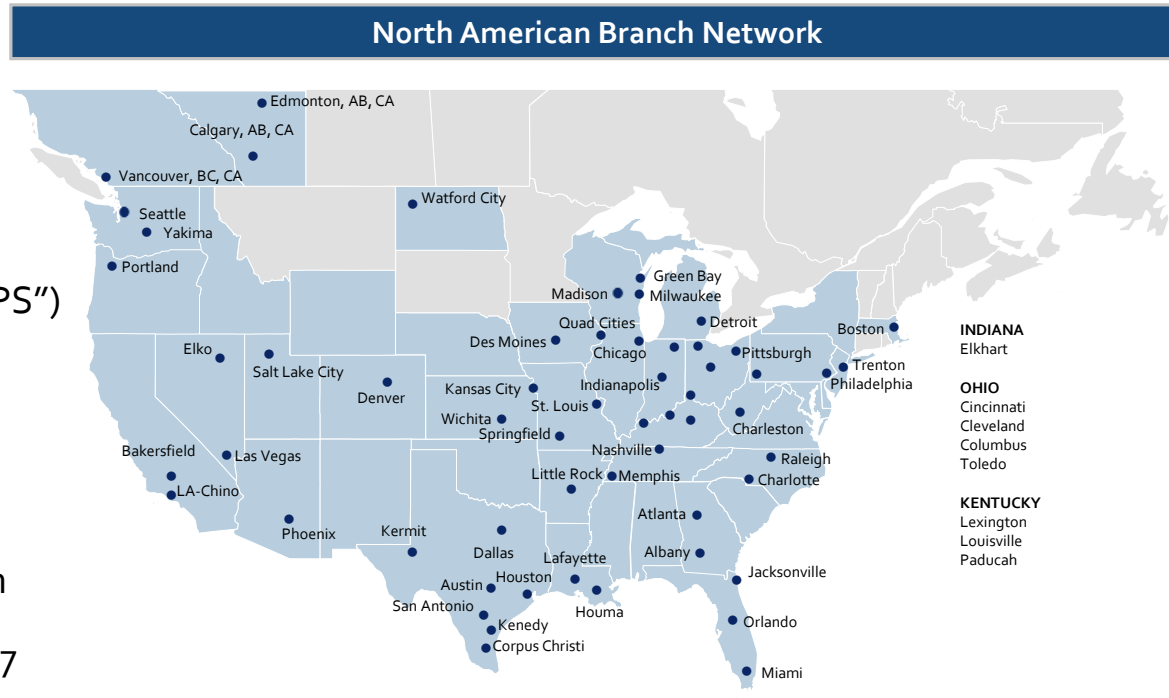 North American Branch Network
Edmonton, AB, CA
Calgary, AB, CA
Vancouver, BC, CA
Watford City
Seattle
Yakima
Portland
PS”)
Green Bay
Madison
Milwaukee
Quad Cities
Detroit
Des Moines
Chicago
Boston
INDIANA
Elkhart
Elko
Salt Lake City
Pittsburgh
Trenton
Philadelphia
Denver
Kansas City
Indianapolis
OHIO
Cincinnati
Cleveland
Columbus
Toledo
St. Louis
Wichita
Springfield
Charleston
Bakersfield
Las Vegas
Nashville
Raleigh
LA-Chino
Little Rock
Memphis
Charlotte
KENTUCKY
Lexington
Louisville
Paducah
Phoenix
Kermit
Atlanta
Dallas
Lafayette
Albany
Jacksonville
n
Austin
Houston
San Antonio
Houma
Kenedy
Orlando
Corpus Christi
7
Miami